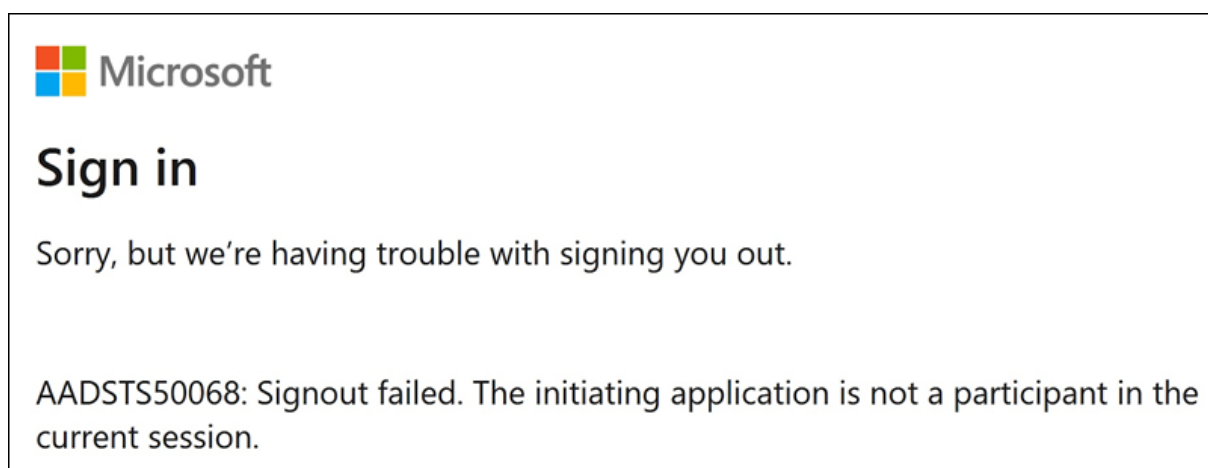 Microsoft
Sign in
Sorry, but we’re having trouble with signing you out.
AADSTS50068: Signout failed. The initiating application is not a participant in the
current session.